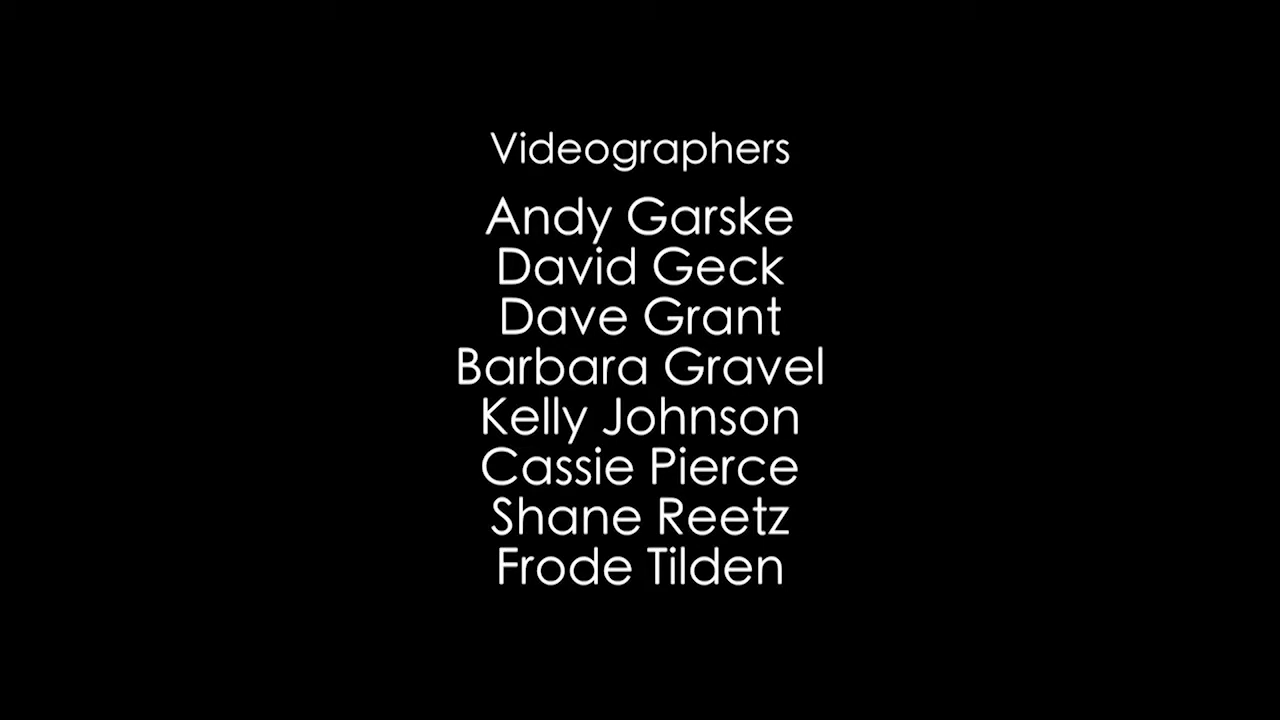 Videographers
Andy Garske
David Geck
Dave Grant
Barbara Gravel
Kelly Johnson
Cassie Pierce
Shane Reetz
Frode Tilden